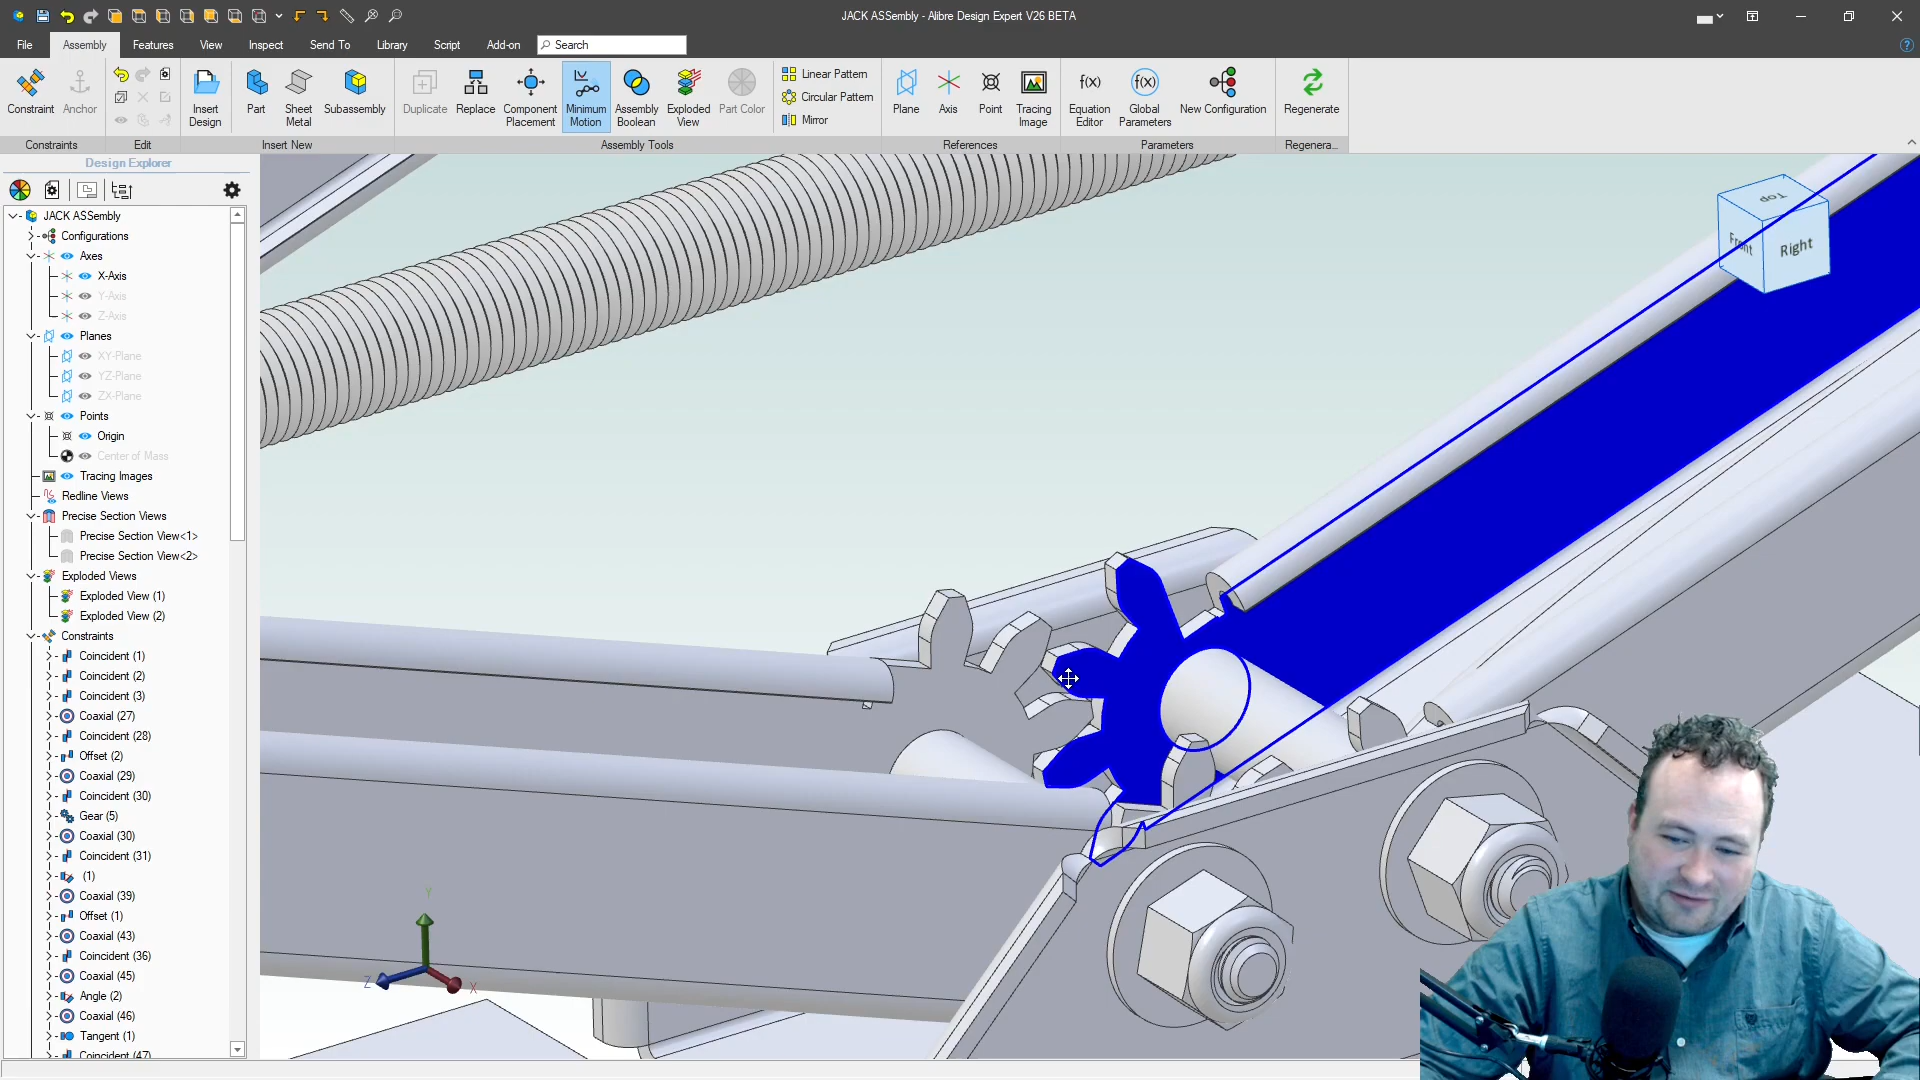 JACK ASSembly - Alibre Design Expert V26 BETA
File Assembly Features View Inspect Send To Library Script Add-on Search
Constraint Anchor
Insert Design
Part
Sheet Metal
Subassembly
Duplicate
Replace
Component Placement
Minimum Motion
Assembly Boolean
Exploded View
Part Color
Linear Pattern
Circular Pattern
Mirror
Plane
Axis
Point
Tracing Image
f(x)
Equation Editor
f(x)
Global Parameters
New Configuration
Regenerate
Constraints Edit Insert New Assembly Tools References Parameters Regenera...
Design Explorer
JACK ASSembly
Configurations
Axes
X-Axis
Y-Axis
Z-Axis
Planes
XY-Plane
YZ-Plane
ZX-Plane
Points
Origin
Center of Mass
Tracing Images
Redline Views
Precise Section Views
Precise Section View<1>
Precise Section View<2>
Exploded Views
Exploded View (1)
Exploded View (2)
Constraints
Coincident (1)
Coincident (2)
Coincident (3)
Coaxial (27)
Coaxial (28)
Offset (2)
Coaxial (29)
Coincident (30)
Gear (5)
Coaxial (30)
Coincident (31)
(1)
Coaxial (39)
Offset (1)
Coaxial (43)
Coincident (36)
Coaxial (45)
Angle (2)
Coaxial (46)
Tangent (1)
Coincident (47)
Top
Front
Right
Y
Z
X